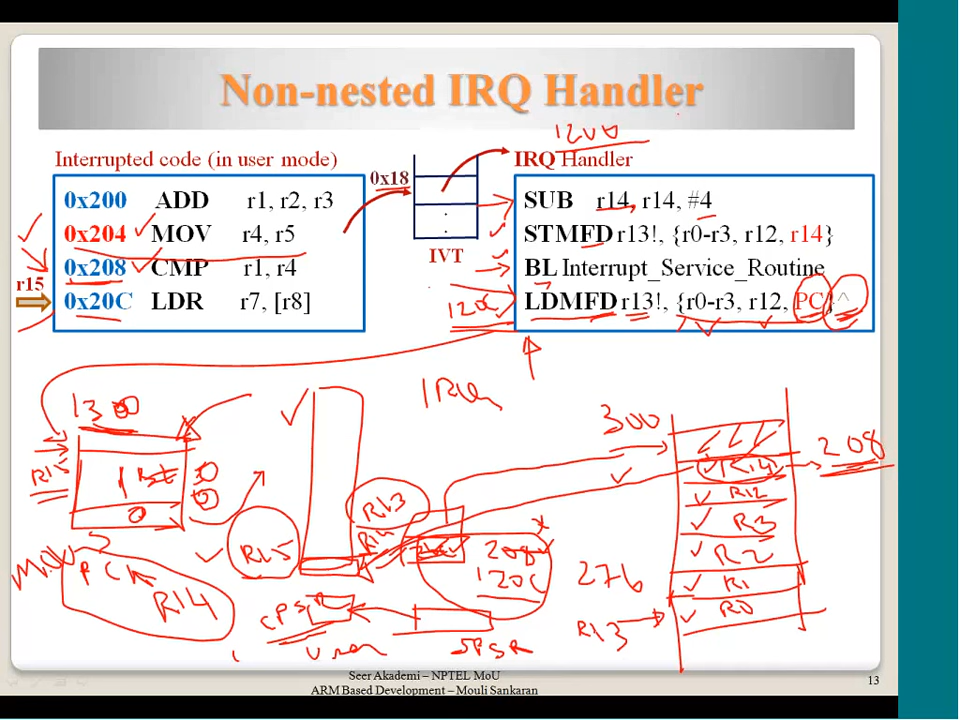 Non-nested IRQ Handler
1200
Interrupted code (in user mode)
0x18
IRQ Handler
0x200 ADD r1, r2, r3
0x204 MOV r4, r5
0x208 CMP r1, r4
0x20C LDR r7, [r8]
r15
IVT
SUB r14, r14, #4
STMFD r13!, {r0-r3, r12, r14}
BL Interrupt_Service_Routine
LDMFD r13!, {r0-r3, r12, PC}^
120C
IRQ
1300
300
208
R14
R12
R3
R2
R1
R0
R13
276
R15
R13
R14
R15
208
120C
MOV PC R14
CPSR
User
SPSR
Seer Akademi – NPTEL MoU
ARM Based Development – Mouli Sankaran
13